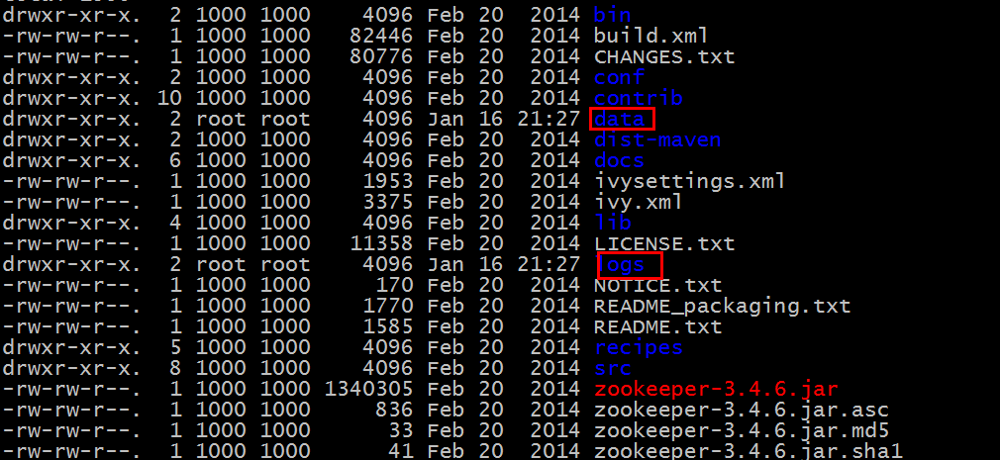 drwxr-xr-x. 2 1000 1000 4096 Feb 20 2014 bin
-rw-rw-r--. 1 1000 1000 82446 Feb 20 2014 build.xml
-rw-rw-r--. 1 1000 1000 80776 Feb 20 2014 CHANGES.txt
drwxr-xr-x. 2 1000 1000 4096 Feb 20 2014 conf
drwxr-xr-x. 10 1000 1000 4096 Feb 20 2014 contrib
drwxr-xr-x. 2 root root 4096 Jan 16 21:27 data
drwxr-xr-x. 2 1000 1000 4096 Feb 20 2014 dist-maven
drwxr-xr-x. 6 1000 1000 4096 Feb 20 2014 docs
-rw-rw-r--. 1 1000 1000 1953 Feb 20 2014 ivysettings.xml
-rw-rw-r--. 1 1000 1000 3375 Feb 20 2014 ivy.xml
drwxr-xr-x. 4 1000 1000 4096 Feb 20 2014 lib
-rw-rw-r--. 1 1000 1000 11358 Feb 20 2014 LICENSE.txt
drwxr-xr-x. 2 root root 4096 Jan 16 21:27 logs
-rw-rw-r--. 1 1000 1000 170 Feb 20 2014 NOTICE.txt
-rw-rw-r--. 1 1000 1000 1770 Feb 20 2014 README_packaging.txt
-rw-rw-r--. 1 1000 1000 1585 Feb 20 2014 README.txt
drwxr-xr-x. 5 1000 1000 4096 Feb 20 2014 recipes
drwxr-xr-x. 8 1000 1000 4096 Feb 20 2014 src
-rw-rw-r--. 1 1000 1000 1340305 Feb 20 2014 zookeeper-3.4.6.jar
-rw-rw-r--. 1 1000 1000 836 Feb 20 2014 zookeeper-3.4.6.jar.asc
-rw-rw-r--. 1 1000 1000 33 Feb 20 2014 zookeeper-3.4.6.jar.md5
-rw-rw-r--. 1 1000 1000 41 Feb 20 2014 zookeeper-3.4.6.jar.sha1